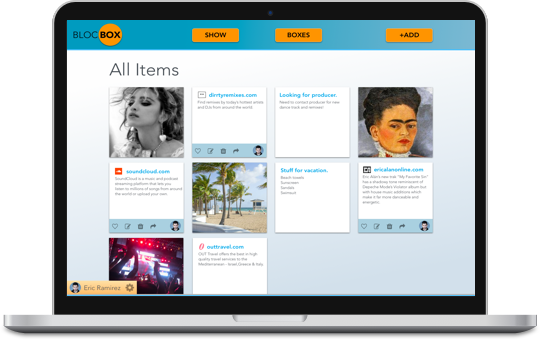 BLOCBOX
SHOW
BOXES
+ADD
All Items
dirrtyremixes.com
Find remixes by today's hottest artists
and DJs from around the world.
Looking for producer.
Need to contact producer for new
dance track and remixes!
soundcloud.com
SoundCloud is a music and podcast
streaming platform that lets you
listen to millions of songs from around
the world or upload your own.
Stuff for vacation.
Beach towels
Sunscreen
Sandals
Swimsuit
ericalanonline.com
Eric Alan's new trak "My Favorite Sin"
has a shadowy tone reminiscent of
Depeche Mode's Violator album but
with house music additions which
make it far more danceable and
energetic.
outtravel.com
OUT Travel offers the best in high
quality travel services to the
Mediterranean - Israel, Greece & Italy
Eric Ramirez